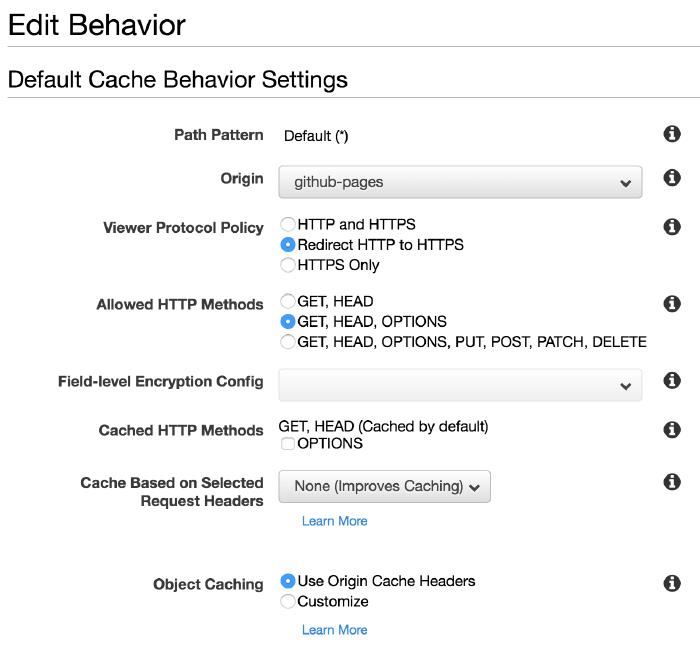 Edit Behavior
Default Cache Behavior Settings
Path Pattern Default (*)
Origin github-pages
Viewer Protocol Policy HTTP and HTTPS
Redirect HTTP to HTTPS
HTTPS Only
Allowed HTTP Methods GET, HEAD
GET, HEAD, OPTIONS
GET, HEAD, OPTIONS, PUT, POST, PATCH, DELETE
Field-level Encryption Config
Cached HTTP Methods GET, HEAD (Cached by default)
OPTIONS
Cache Based on Selected
Request Headers
None (Improves Caching)
Learn More
Object Caching Use Origin Cache Headers
Customize
Learn More